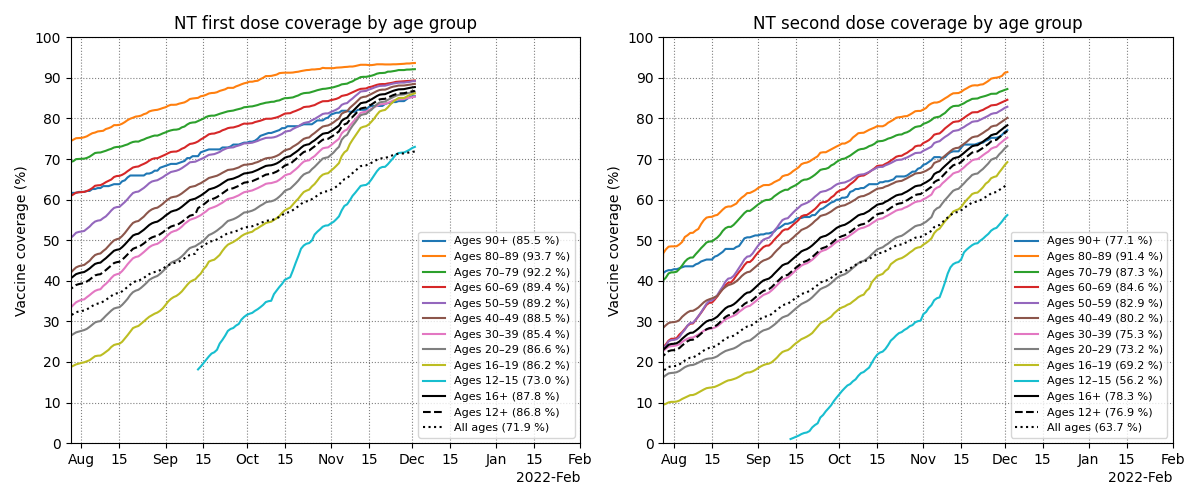 NT first dose coverage by age group
Vaccine coverage (%)
100
90
80
70
60
50
40
30
20
10
0
Aug 15 Sep 15 Oct 15 Nov 15 Dec 15 Jan 15 Feb
2022-Feb
Ages 90+ (85.5 %)
Ages 80–89 (93.7 %)
Ages 70–79 (92.2 %)
Ages 60–69 (89.4 %)
Ages 50–59 (89.2 %)
Ages 40–49 (88.5 %)
Ages 30–39 (85.4 %)
Ages 20–29 (86.6 %)
Ages 16–19 (86.2 %)
Ages 12–15 (73.0 %)
Ages 16+ (87.8 %)
Ages 12+ (86.8 %)
All ages (71.9 %)
NT second dose coverage by age group
Vaccine coverage (%)
100
90
80
70
60
50
40
30
20
10
0
Aug 15 Sep 15 Oct 15 Nov 15 Dec 15 Jan 15 Feb
2022-Feb
Ages 90+ (77.1 %)
Ages 80–89 (91.4 %)
Ages 70–79 (87.3 %)
Ages 60–69 (84.6 %)
Ages 50–59 (82.9 %)
Ages 40–49 (80.2 %)
Ages 30–39 (75.3 %)
Ages 20–29 (73.2 %)
Ages 16–19 (69.2 %)
Ages 12–15 (56.2 %)
Ages 16+ (78.3 %)
Ages 12+ (76.9 %)
All ages (63.7 %)